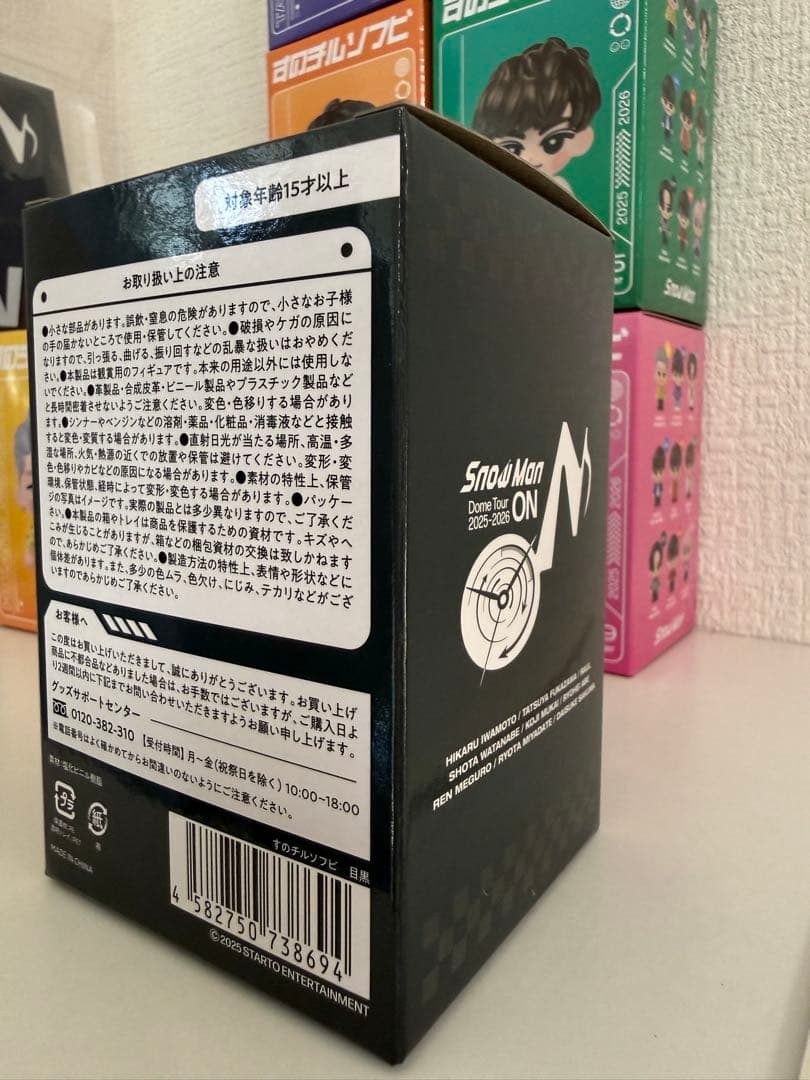 すのチルソフビ
すの
2025 2026
Snow Man
2025 2026
Snow Man
対象年齢15才以上
お取り扱い上の注意
●小さな部品があります。誤飲・窒息の危険がありますので、小さなお子様
の手の届かないところで使用・保管してください。●破損やケガの原因に
なりますので、引っ張る、曲げる、振り回すなどの乱暴な扱いはおやめくだ
さい。●本製品は観賞用のフィギュアです。本来の用途以外には使用しな
いでください。●革製品・合成皮革・ビニール製品やプラスチック製品など
と長時間密着させないようご注意ください。変色・色移りする場合があり
ます。●シンナーやベンジンなどの溶剤・薬品・化粧品・消毒液などと接触
すると変色・変質する場合があります。●直射日光が当たる場所、高温・多
湿な場所、火気・熱源の近くでの放置や保管は避けてください。変形・変
色・色移りやカビなどの原因になる場合があります。●素材の特性上、保管
環境、保管状態、経時によって変形・変色する場合があります。●パッケー
ジの写真はイメージです。実際の製品とは多少異なりますので、ご了承くだ
さい。●本製品の箱やトレイは商品を保護するための資材です。キズやへ
こみが生じることがありますが、箱などの梱包資材の交換は致しかねます
ので、あらかじめご了承ください。●製造方法の特性上、表情や形状などに
個体差があります。また、多少の色ムラ、色欠け、にじみ、テカリなどがござ
いますのであらかじめご了承ください。
お客様へ
この度はお買い上げいただきまして、誠にありがとうございます。お買い上げ
商品に不都合品などありました場合は、お手数ではございますが、ご購入日よ
り2週間以内に下記までお問い合わせいただきますようお願い申し上げます。
グッズサポートセンター
0120-382-310 【受付時間】月～金(祝祭日を除く) 10:00~18:00
※電話番号はよく確かめてからお間違いのないようにご注意ください。
素材:塩化ビニル樹脂
プラ
紙
MADE IN CHINA
すのチルソフビ 目黒
4 582750 738694
©2025 STARTO ENTERTAINMENT
Snow Man
Dome Tour
2025-2026 ON
HIKARU IWAMOTO / TATSUYA FUKAZAWA / RAUL
SHOTA WATANABE / KOJI MUKAI / RYOHEI ABE
REN MEGURO / RYOTA MIYADATE / DAISUKE SAKUMA